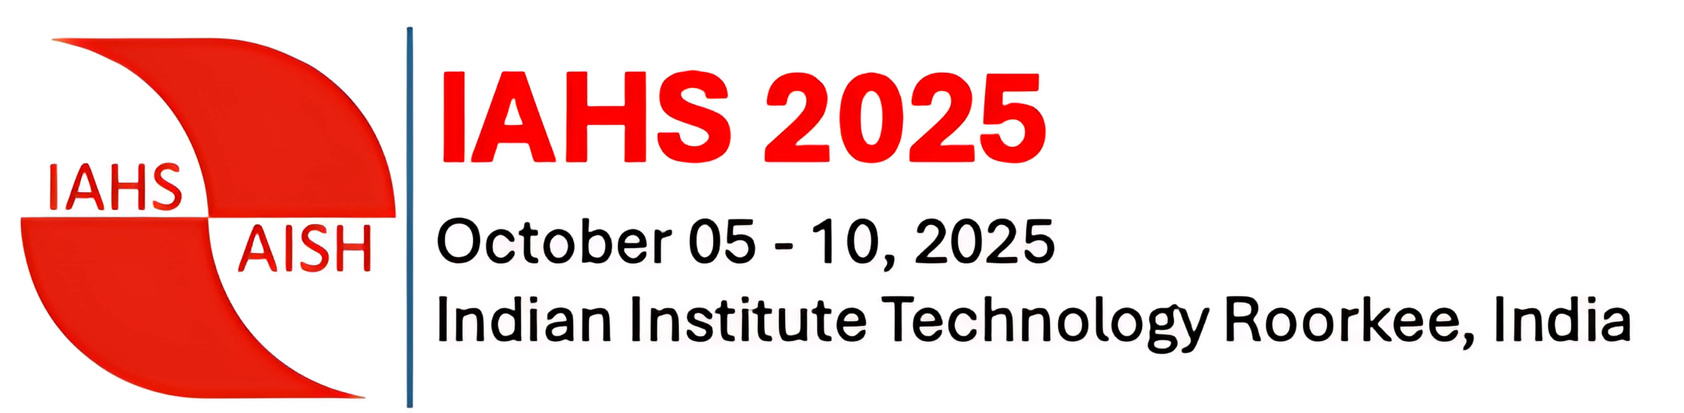 IAHS
AISH
IAHS 2025
October 05 - 10, 2025
Indian Institute Technology Roorkee, India